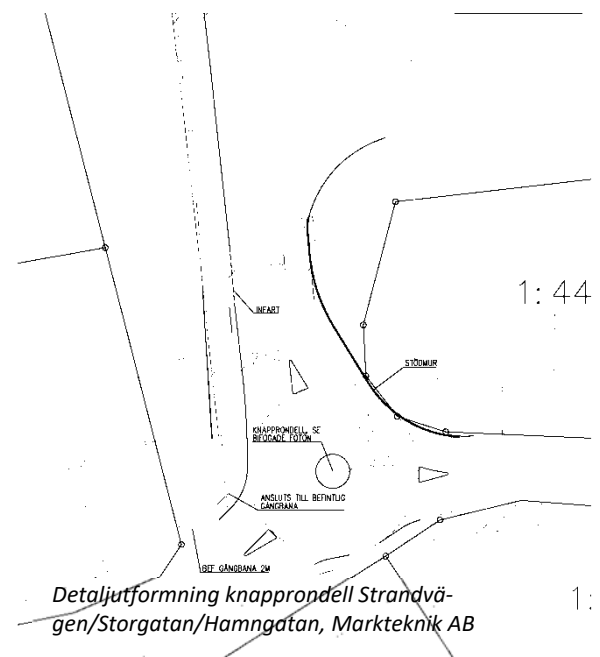 1: 44
INFART
STÖDMUR
KNAPPRONDELL, SE
BIFOGADE FOTON
ANSLUTS TILL BEFINTLIG
GÅNGBANA
BEF GÅNGBANA 2M
Detaljutformning knapprondell Strandvä-
gen/Storgatan/Hamngatan, Markteknik AB
1: